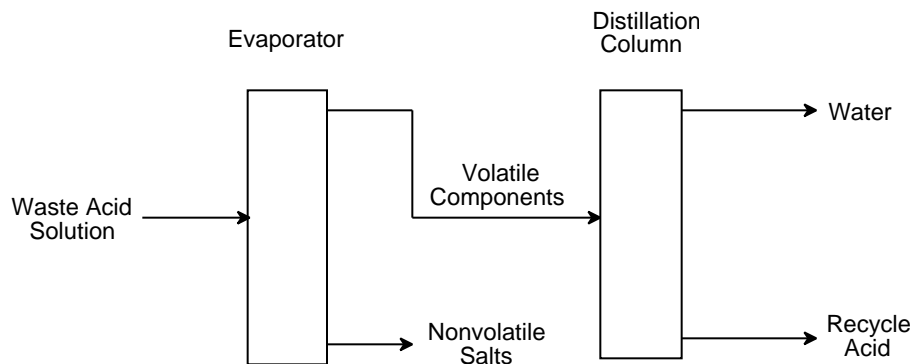 Evaporator
Distillation
Column
Water
Volatile
Components
Waste Acid
Solution
Nonvolatile
Salts
Recycle
Acid